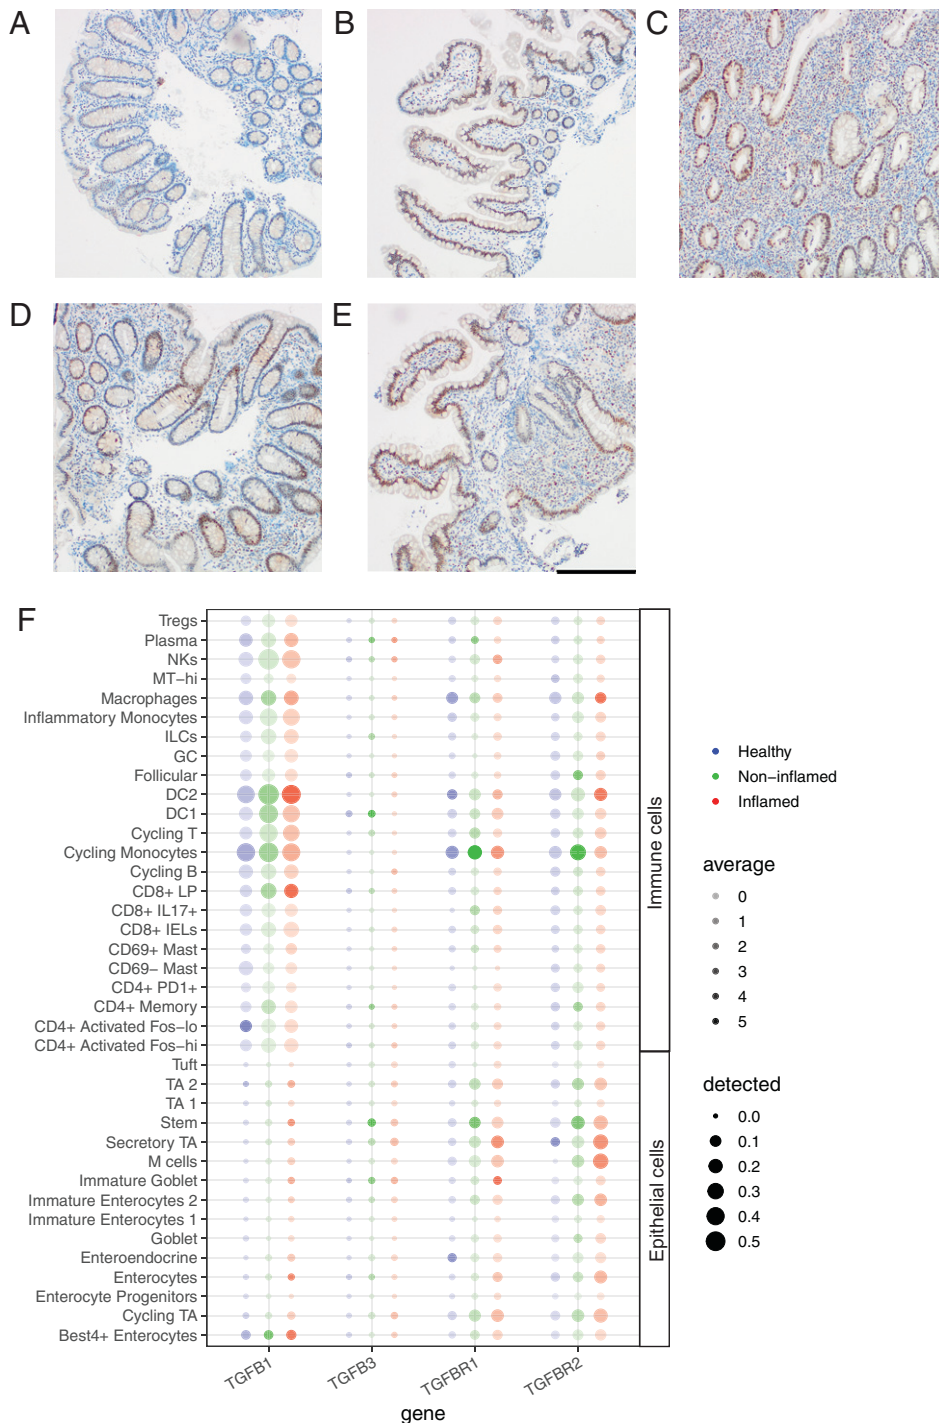 A
B
C
D
E
F
Tregs
Plasma
NKs
MT−hi
Macrophages
Inflammatory Monocytes
ILCs
GC
Follicular
DC2
DC1
Cycling T
Cycling Monocytes
Cycling B
CD8+ LP
CD8+ IL17+
CD8+ IELs
CD69+ Mast
CD69− Mast
CD4+ PD1+
CD4+ Memory
CD4+ Activated Fos−lo
CD4+ Activated Fos−hi
Tuft
TA 2
TA 1
Stem
Secretory TA
M cells
Immature Goblet
Immature Enterocytes 2
Immature Enterocytes 1
Goblet
Enteroendocrine
Enterocytes
Enterocyte Progenitors
Cycling TA
Best4+ Enterocytes
Immune cells
Epithelial cells
TGFB1
TGFB3
TGFBR1
TGFBR2
gene
Healthy
Non−inflamed
Inflamed
average
0
1
2
3
4
5
detected
0.0
0.1
0.2
0.3
0.4
0.5